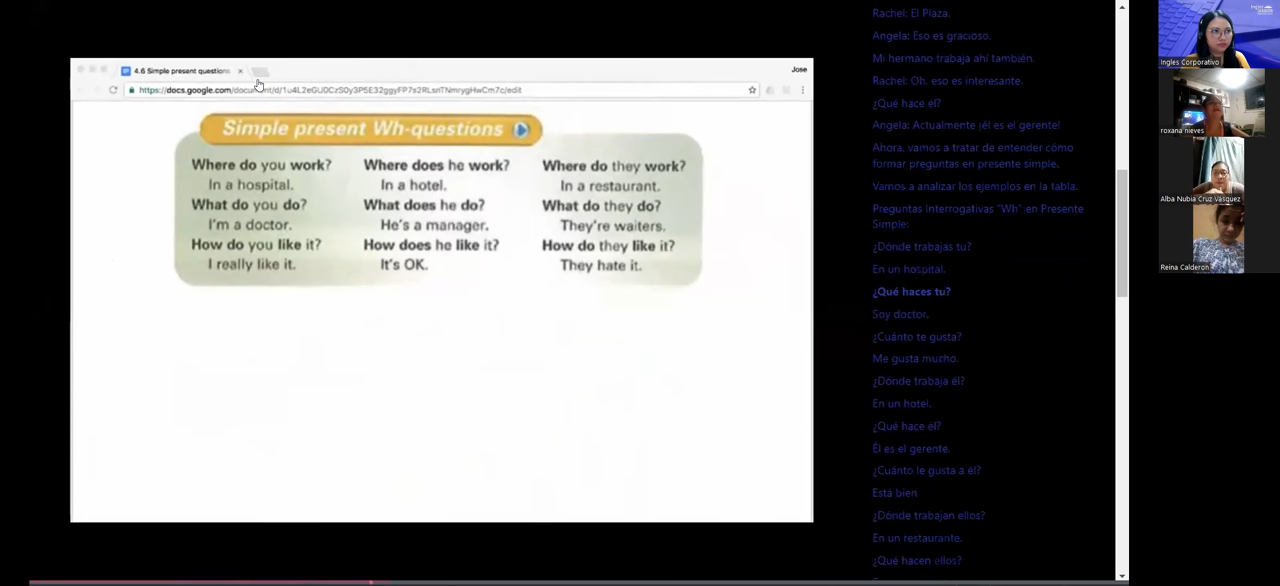 4.6 Simple present questions
Jose
https://docs.google.com/document/d/
/edit
Simple present Wh-questions
Where do you work?
In a hospital.
What do you do?
I'm a doctor.
How do you like it?
I really like it.
Where does he work?
In a hotel.
What does he do?
He's a manager.
How does he like it?
It's OK.
Where do they work?
In a restaurant.
What do they do?
They're waiters.
How do they like it?
They hate it.
Rachel: El Plaza.
Angela: Eso es gracioso.
Mi hermano trabaja ahí también.
Rachel: Oh, eso es interesante.
¿Qué hace él?
Angela: Actualmente ¡él es el gerente!
Ahora, vamos a tratar de entender cómo
formar preguntas en presente simple.
Vamos a analizar los ejemplos en la tabla.
Preguntas Interrogativas "Wh" en Presente
Simple:
¿Dónde trabajas tu?
En un hospital.
¿Qué haces tu?
Soy doctor.
¿Cuánto te gusta?
Me gusta mucho.
¿Dónde trabaja él?
En un hotel.
¿Qué hace él?
Él es el gerente.
¿Cuánto le gusta a él?
Está bien
¿Dónde trabajan ellos?
En un restaurante.
¿Qué hacen ellos?
Ingles Corporativo
roxana nieves
Alba Nubia Cruz Vásquez
Reina Calderon